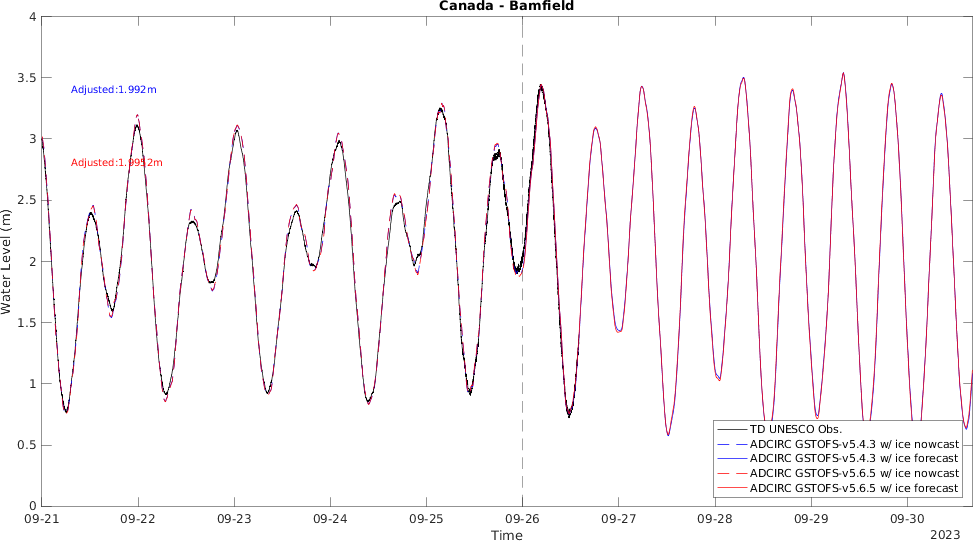 Canada - Bamfield
4
3.5
3
2.5
2
1.5
1
0.5
0
Water Level (m)
Adjusted:1.992m
Adjusted:1.9952m
TD UNESCO Obs.
ADCIRC GSTOFS-v5.4.3 w/ ice nowcast
ADCIRC GSTOFS-v5.4.3 w/ ice forecast
ADCIRC GSTOFS-v5.6.5 w/ ice nowcast
ADCIRC GSTOFS-v5.6.5 w/ ice forecast
09-21 09-22 09-23 09-24 09-25 09-26 09-27 09-28 09-29 09-30
Time
2023